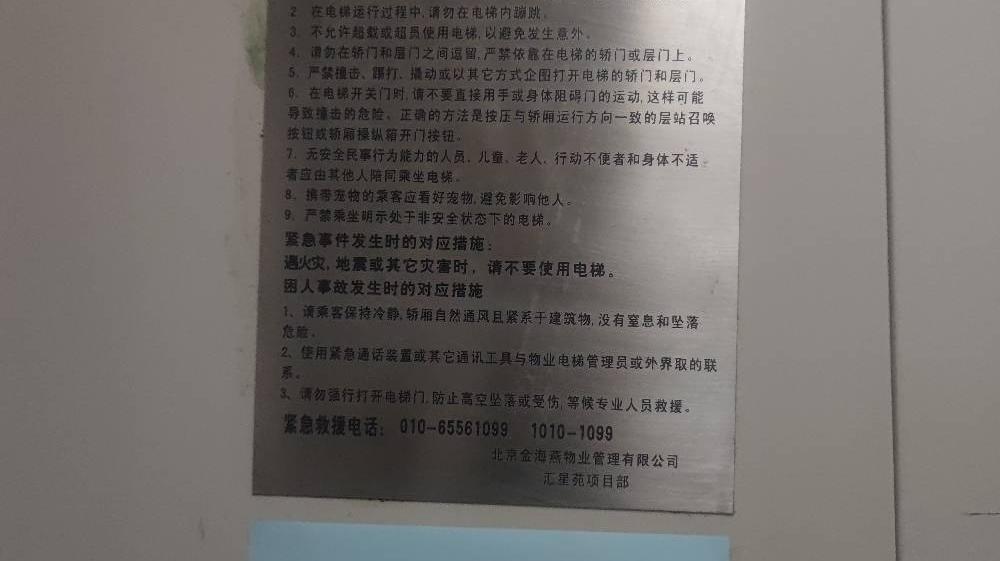 2. 在电梯运行过程中,请勿在电梯内蹦跳。
3. 不允许超载或超员使用电梯,以避免发生意外。
4. 请勿在轿门和层门之间逗留,严禁依靠在电梯的轿门或层门上。
5. 严禁撞击、踢打、撬动或以其它方式企图打开电梯的轿门和层门。
6. 在电梯开关门时,请不要直接用手或身体阻碍门的运动,这样可能
导致撞击的危险。正确的方法是按压与轿厢运行方向一致的层站召唤
按钮或轿厢操纵箱开门按钮。
7. 无安全民事行为能力的人员、儿童、老人、行动不便者和身体不适
者应由其他人陪同乘坐电梯。
8. 携带宠物的乘客应看好宠物,避免影响他人。
9. 严禁乘坐明示处于非安全状态下的电梯。
紧急事件发生时的对应措施：
遇火灾,地震或其它灾害时，请不要使用电梯。
困人事故发生时的对应措施
1、请乘客保持冷静,轿厢自然通风且紧系于建筑物,没有窒息和坠落
危险。
2、使用紧急通话装置或其它通讯工具与物业电梯管理员或外界取的联
系。
3、请勿强行打开电梯门,防止高空坠落或受伤,等候专业人员救援。
紧急救援电话： 010-65561099 1010-1099
北京金海燕物业管理有限公司
汇星苑项目部